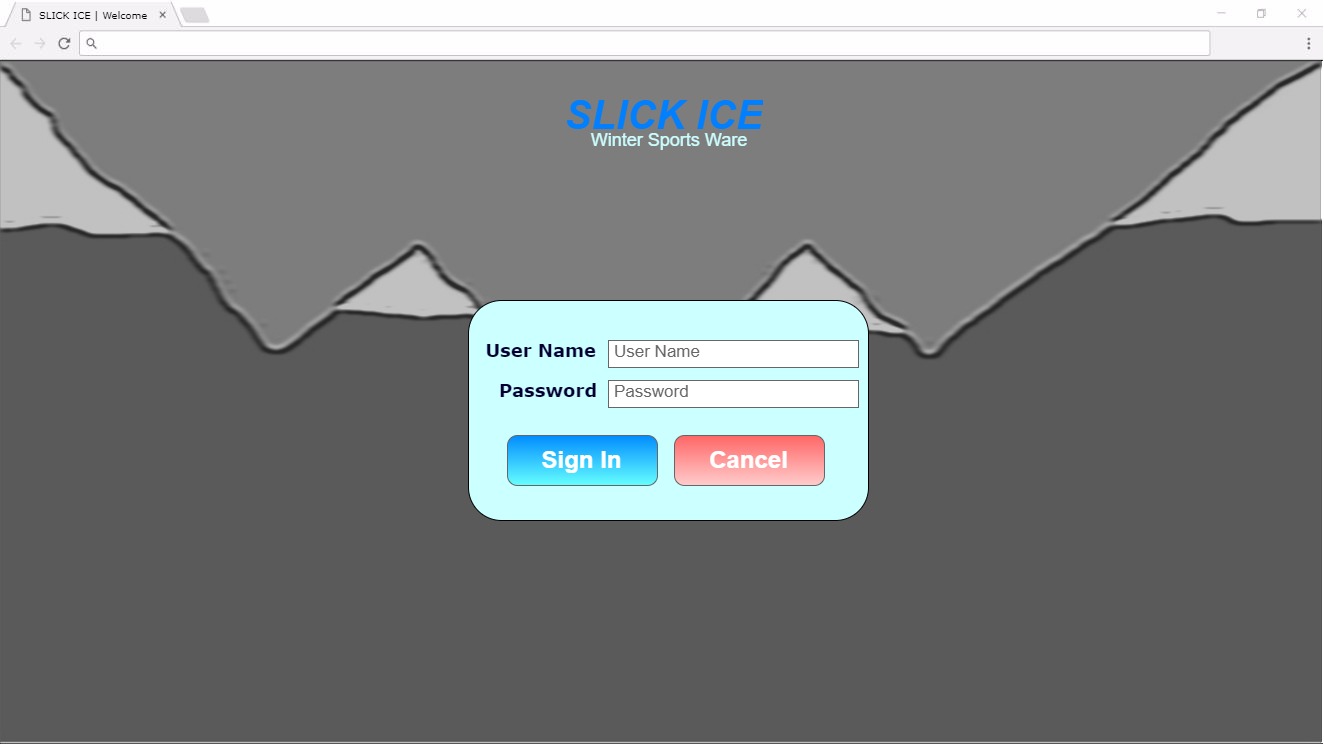 SLICK ICE | Welcome
SLICK ICE
Winter Sports Ware
User Name User Name
Password Password
Sign In Cancel